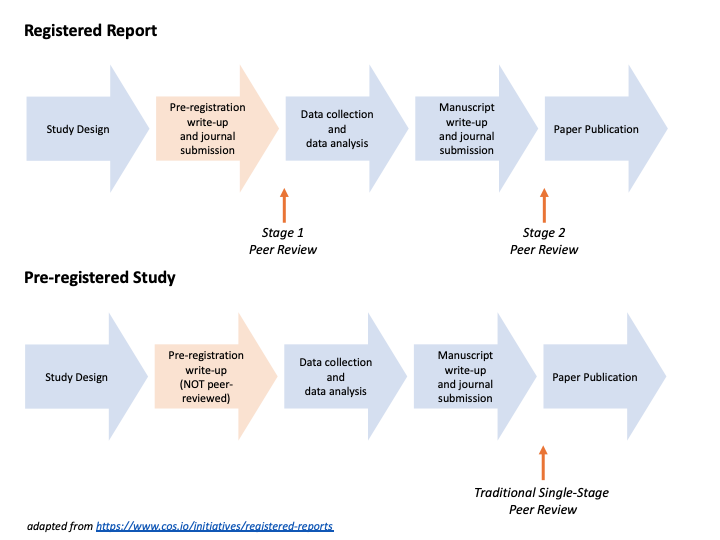 Registered Report
Study Design
Pre-registration
write-up
and journal
submission
Data collection
and
data analysis
Manuscript
write-up
and journal
submission
Paper Publication
Stage 1
Peer Review
Stage 2
Peer Review
Pre-registered Study
Study Design
Pre-registration
write-up
(NOT peer-
reviewed)
Data collection
and
data analysis
Manuscript
write-up
and journal
submission
Paper Publication
Traditional Single-Stage
Peer Review
adapted from https://www.cos.io/initiatives/registered-reports